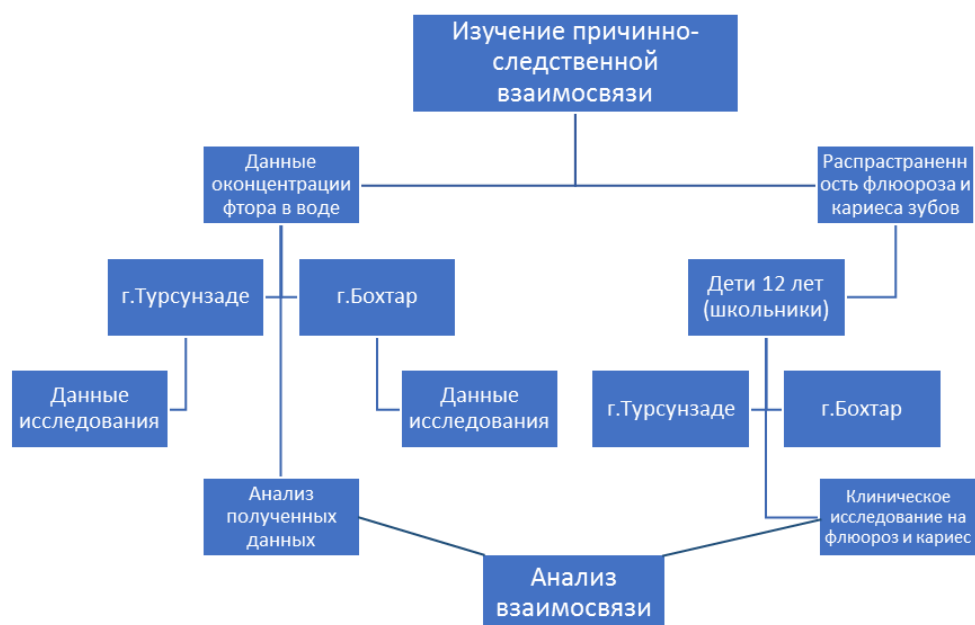 Изучение причинно-
следственной
взаимосвязи
Данные
оконцентрации
фтора в воде
Распрастраненн
ость флюороза и
кариеса зубов
г.Турсунзаде
г.Бохтар
Дети 12 лет
(школьники)
Данные
исследования
Данные
исследования
г.Турсунзаде
г.Бохтар
Анализ
полученных
данных
Клиническое
исследование на
флюороз и кариес
Анализ
взаимосвязи